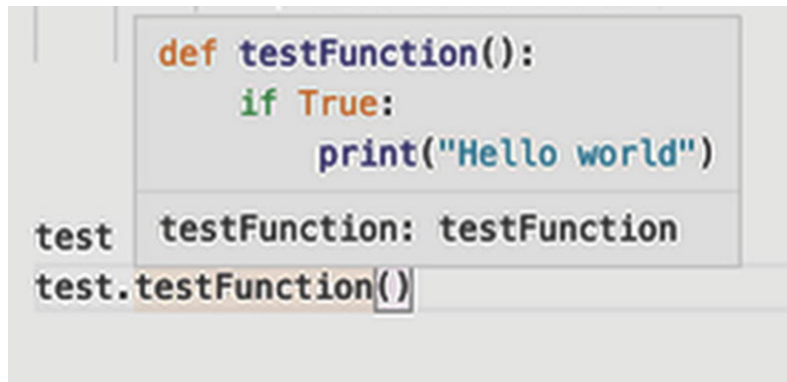 def testFunction():
    if True:
        print("Hello world")
testFunction: testFunction
test
test.testFunction()